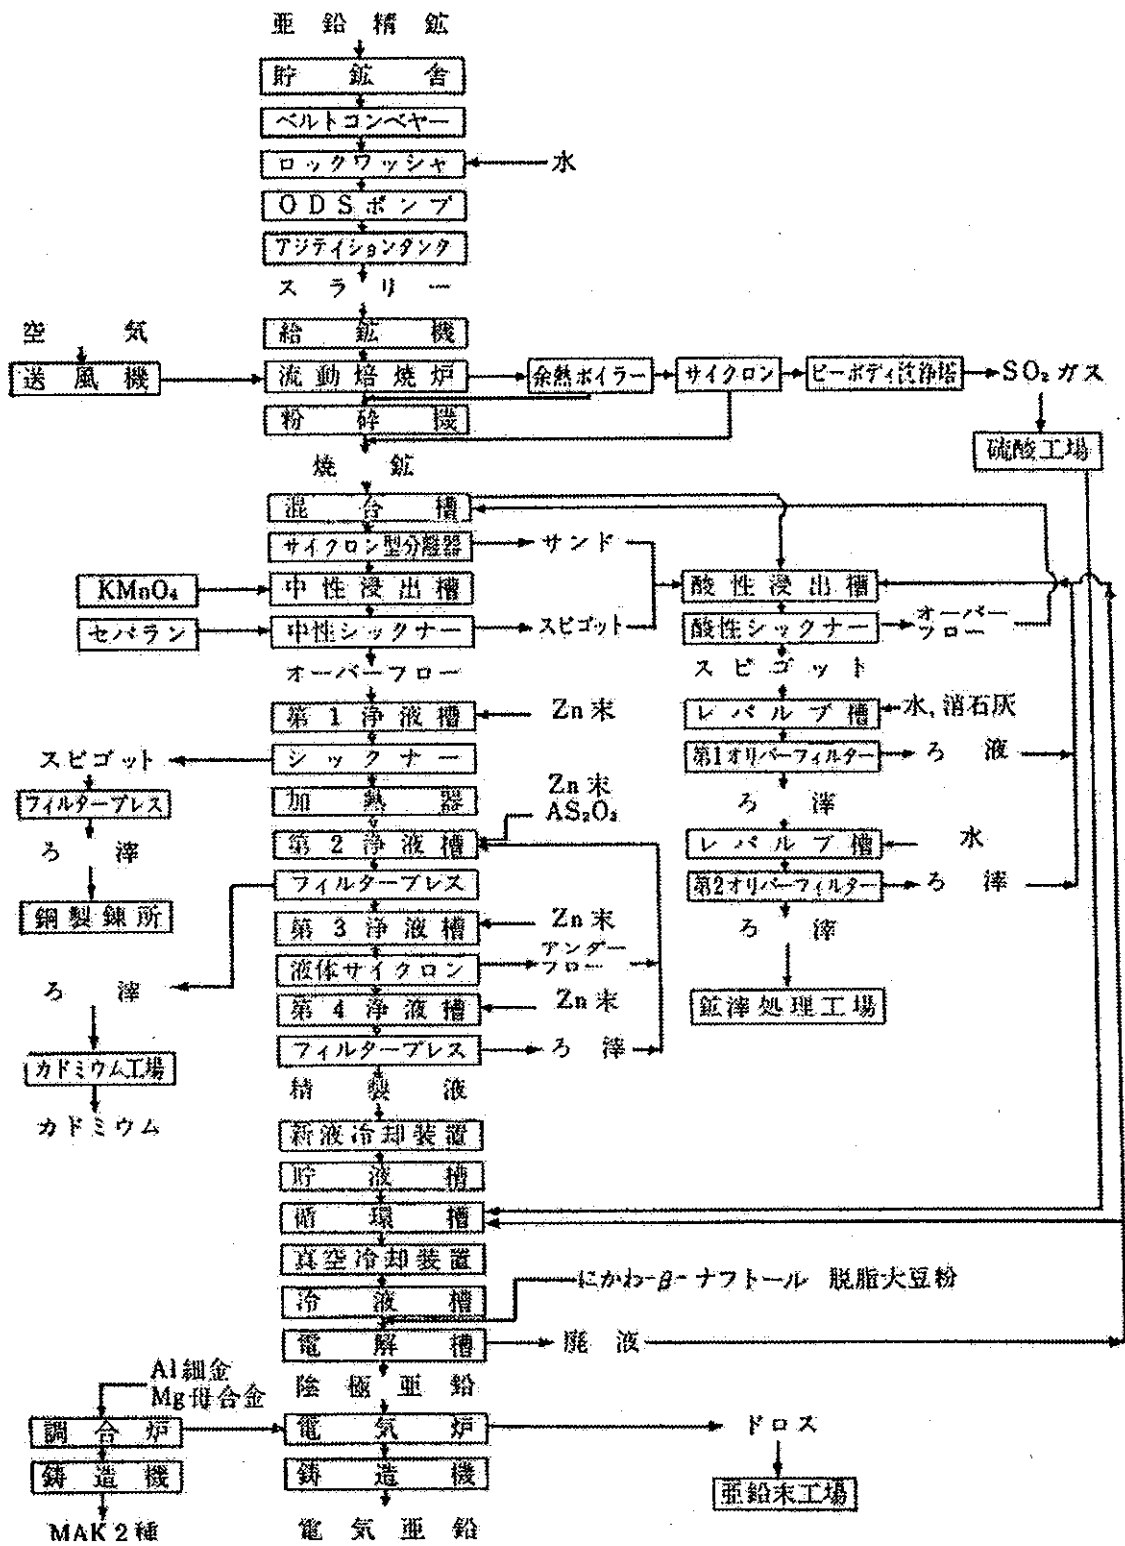 亜鉛精鉱
貯鉱舎
ベルトコンベヤー
ロックワッシャ
水
ODSポンプ
アジテイションタンク
スラリー
給鉱機
空気
送風機
流動焙焼炉
余熱ボイラー
サイクロン
ピーボディ洗浄塔
SO₂ガス
粉砕機
硫酸工場
焼鉱
混合槽
サイクロン型分離器
サンド
KMnO₄
中性浸出槽
酸性浸出槽
セパラン
中性シックナー
スピゴット
酸性シックナー
オーバー
フロー
オーバーフロー
スピゴット
第1浄液槽
Zn末
レパルプ槽
水,消石灰
スピゴット
シックナー
第1オリバーフィルター
ろ液
フィルタープレス
加熱器
Zn末
AS₂O₃
ろ滓
ろ滓
第2浄液槽
レパルプ槽
水
フィルタープレス
第2オリバーフィルター
ろ滓
銅製錬所
第3浄液槽
Zn末
ろ滓
ろ滓
液体サイクロン
アンダー
フロー
第4浄液槽
Zn末
鉱滓処理工場
フィルタープレス
ろ滓
カドミウム工場
精製液
カドミウム
新液冷却装置
貯液槽
循環槽
真空冷却装置
にかわ-β-ナフトール 脱脂大豆粉
冷液槽
電解槽
廃液
Al細金
Mg母合金
陰極亜鉛
調合炉
電気炉
ドロス
鋳造機
鋳造機
亜鉛末工場
MAK2種
電気亜鉛